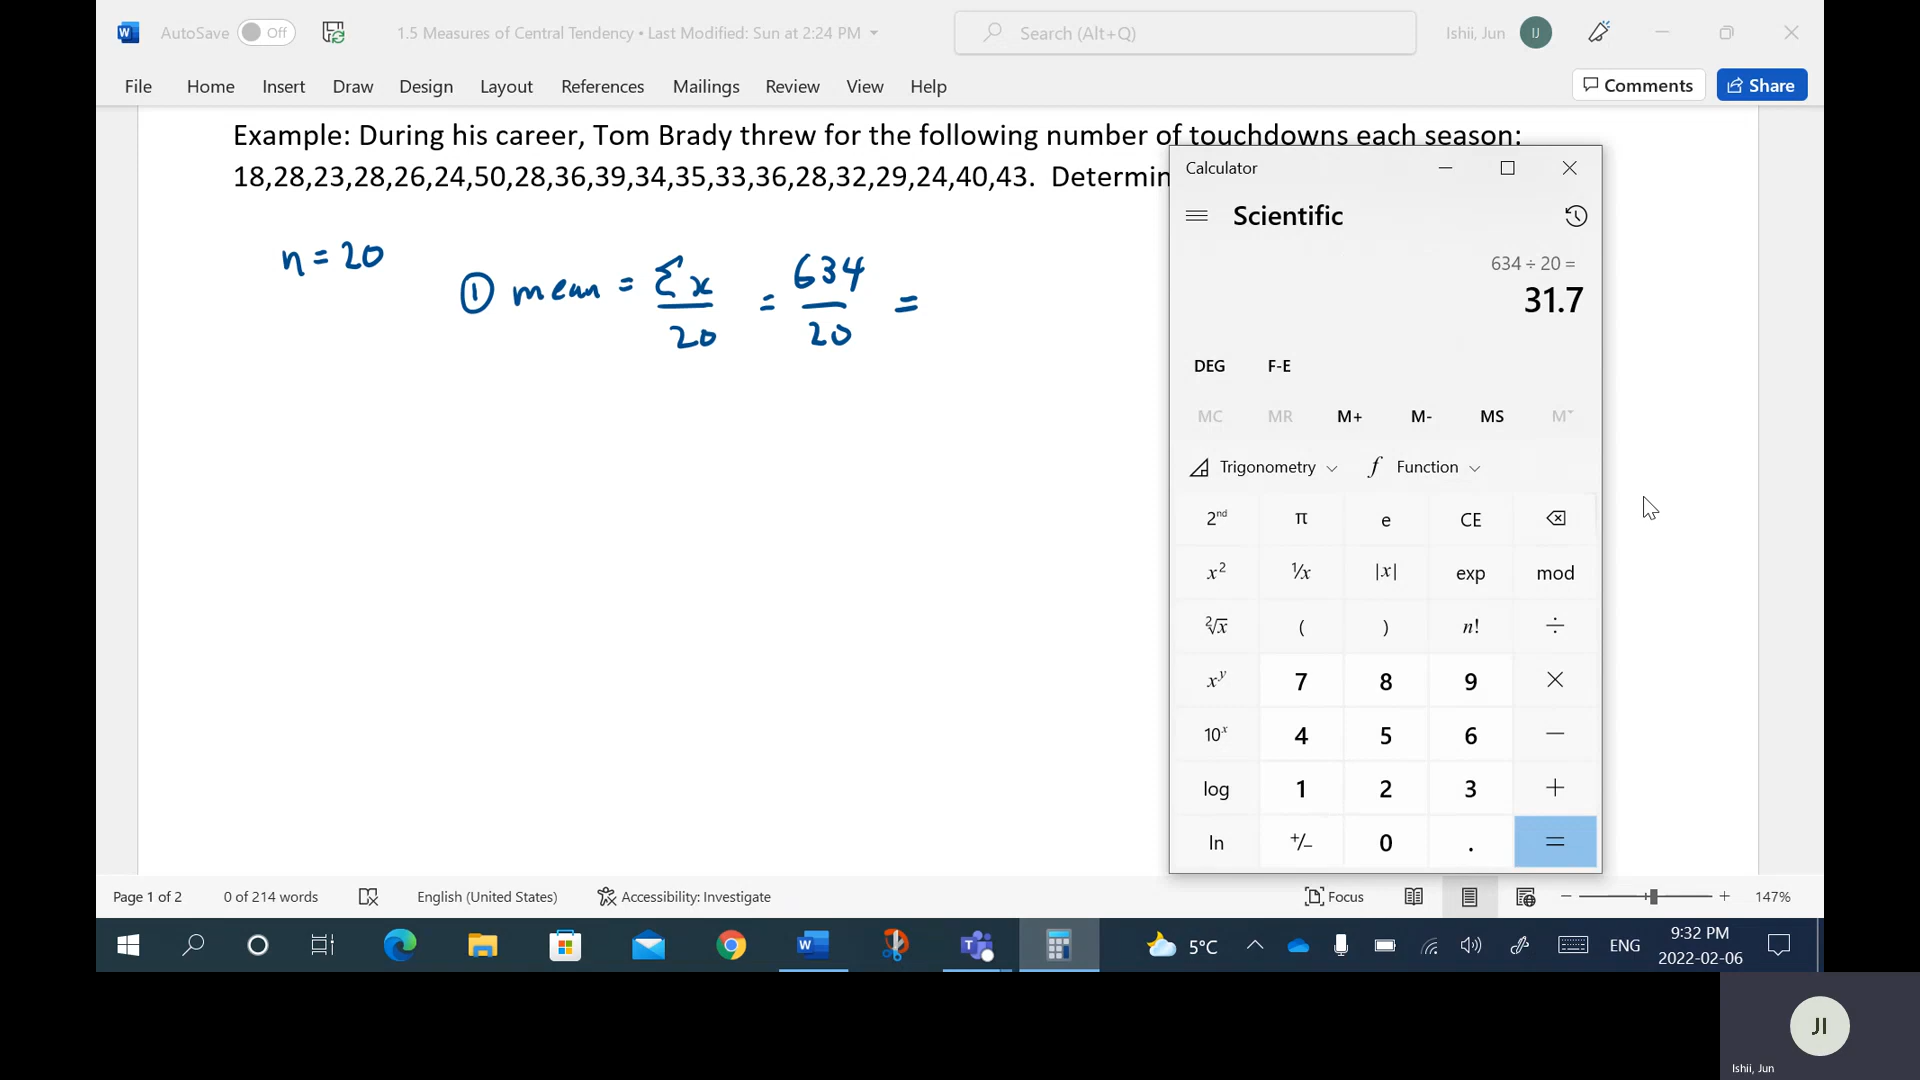 AutoSave Off 1.5 Measures of Central Tendency • Last Modified: Sun at 2:24 PM Search (Alt+Q) Ishii, Jun IJ
File Home Insert Draw Design Layout References Mailings Review View Help Comments Share
Example: During his career, Tom Brady threw for the following number of touchdowns each season:
18,28,23,28,26,24,50,28,36,39,34,35,33,36,28,32,29,24,40,43. Determin
n = 20
① mean = Σx / 20 = 634 / 20 =
Calculator
Scientific
634 ÷ 20 =
31.7
DEG F-E
MC MR M+ M- MS M˅
Trigonometry f Function
2nd π e CE
x² ¹/x |x| exp mod
²√x ( ) n! ÷
xʸ 7 8 9 ×
10ˣ 4 5 6 −
log 1 2 3 +
ln +/− 0 . =
Page 1 of 2 0 of 214 words English (United States) Accessibility: Investigate Focus − + 147%
5°C ENG 9:32 PM
2022-02-06
JI
Ishii, Jun